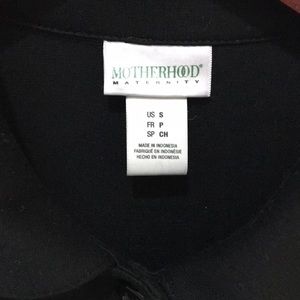 MOTHERHOOD®
MATERNITY
US S
FR P
SP CH
MADE IN INDONESIA
FABRIQUÉ EN INDONÉSIE
HECHO EN INDONESIA